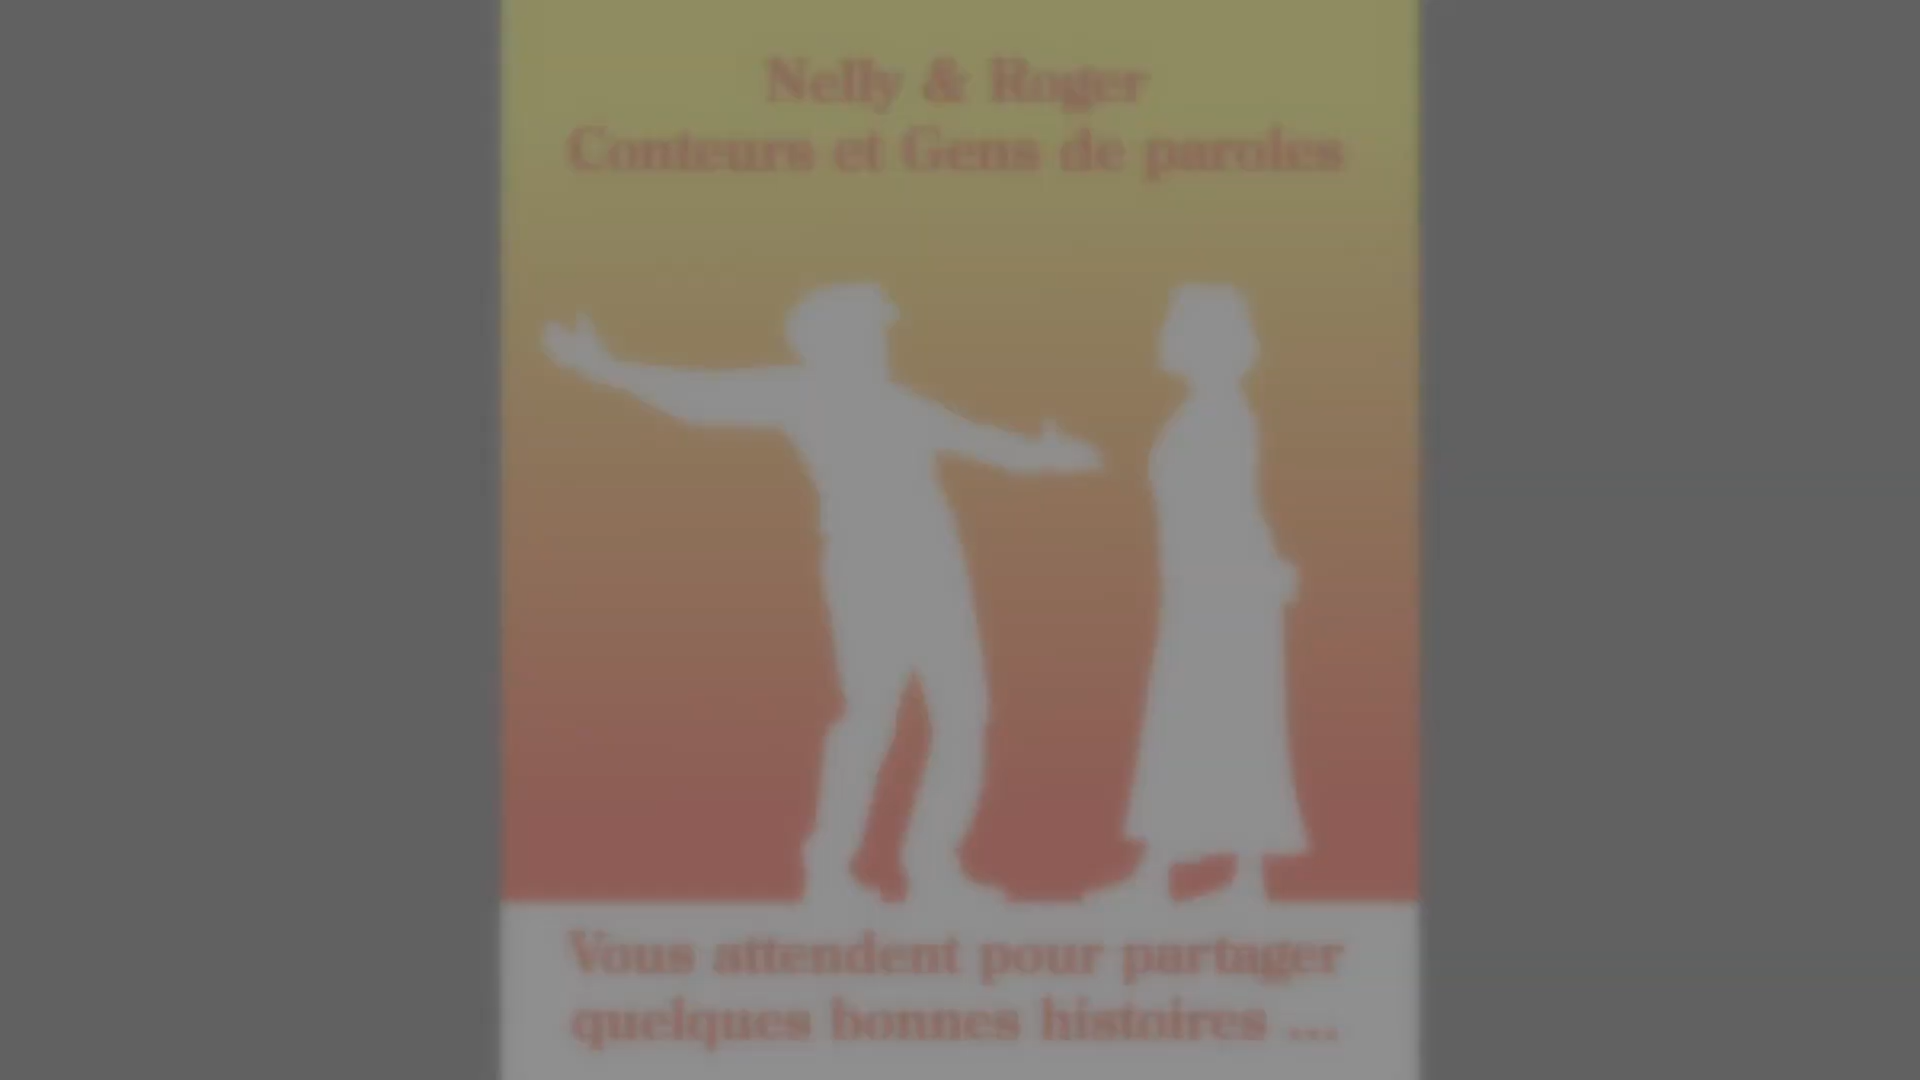 Nelly & Roger
Conteurs et Gens de paroles
Vous attendent pour partager
quelques bonnes histoires ...